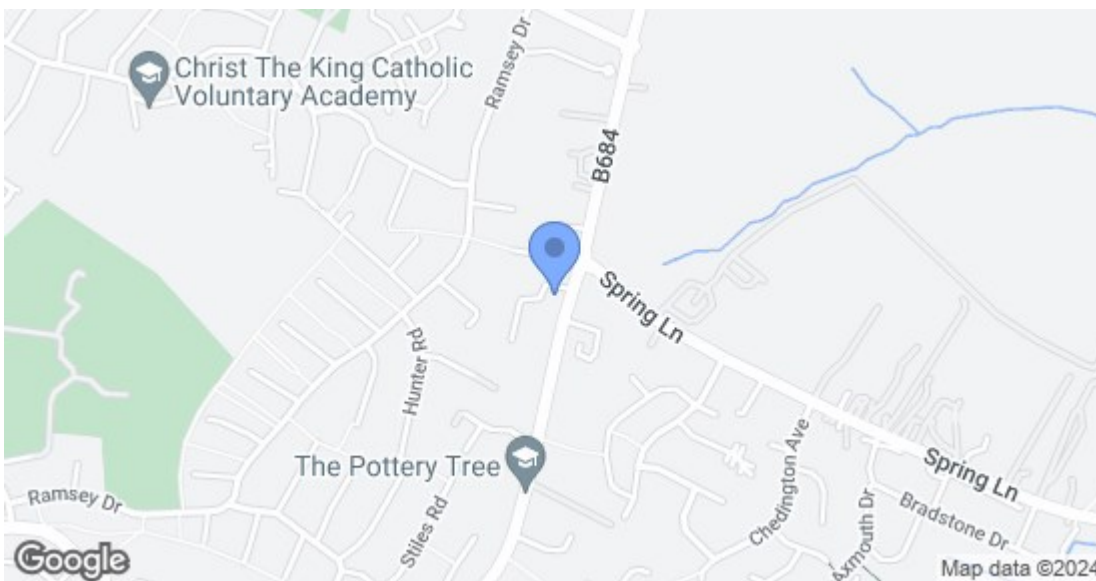 Christ The King Catholic
Voluntary Academy
Ramsey Dr
B684
Spring Ln
Hunter Rd
The Pottery Tree
Chedington Ave
Spring Ln
Ramsey Dr
Stiles Rd
Axmouth Dr
Bradstone Dr
Google
Map data ©2024